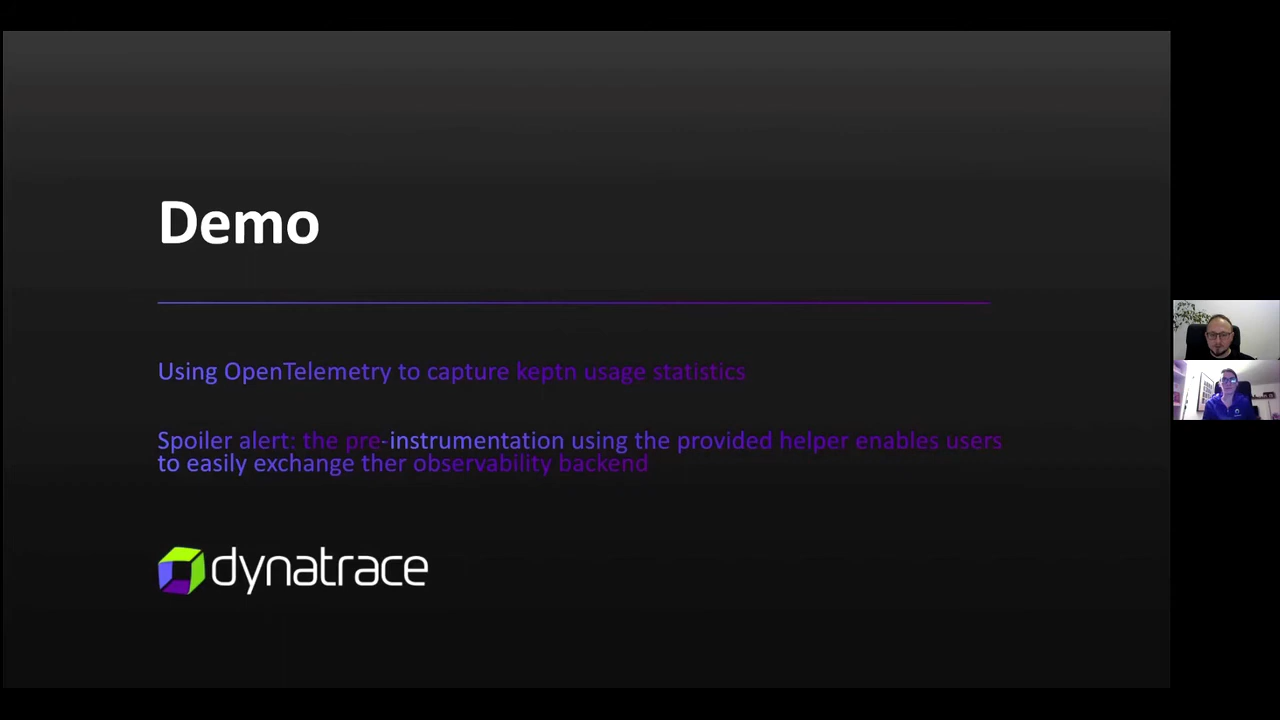 Demo
Using OpenTelemetry to capture keptn usage statistics
Spoiler alert: the pre-instrumentation using the provided helper enables users
to easily exchange ther observability backend
dynatrace